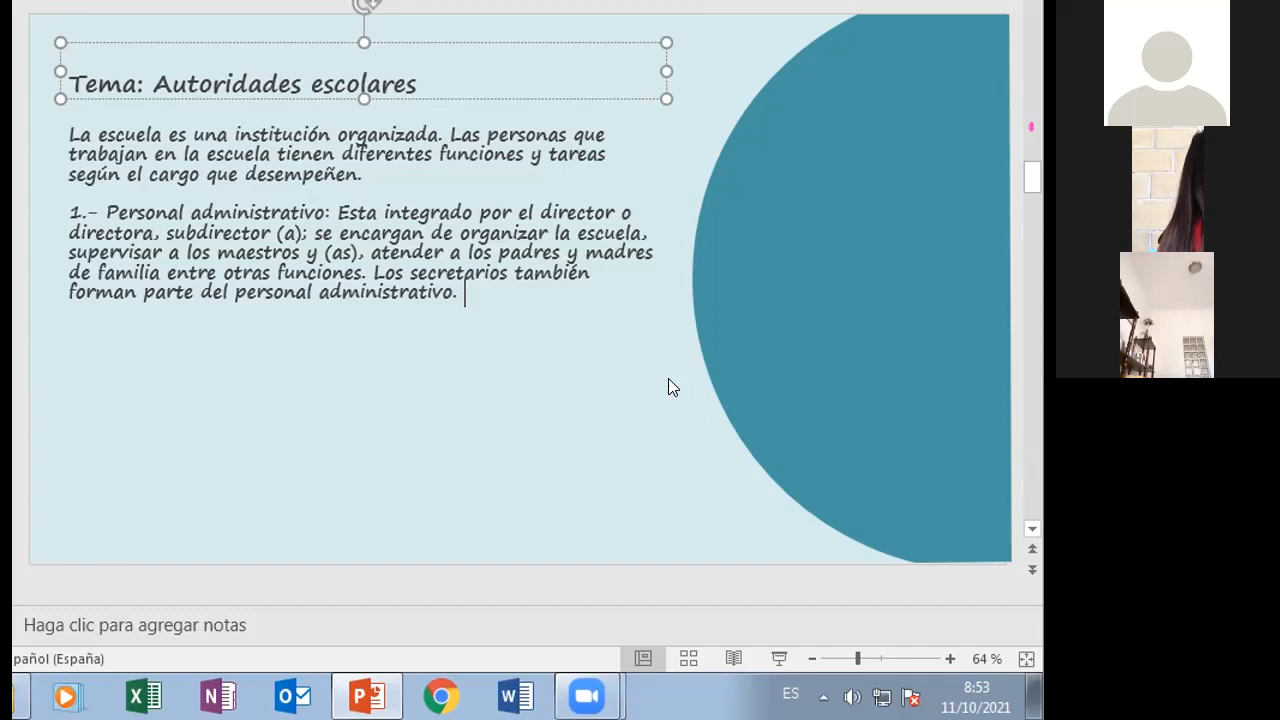 Tema: Autoridades escolares
La escuela es una institución organizada. Las personas que
trabajan en la escuela tienen diferentes funciones y tareas
según el cargo que desempeñen.
1.- Personal administrativo: Esta integrado por el director o
directora, subdirector (a); se encargan de organizar la escuela,
supervisar a los maestros y (as), atender a los padres y madres
de familia entre otras funciones. Los secretarios también
forman parte del personal administrativo.
Haga clic para agregar notas
pañol (España)
64 %
ES
8:53
11/10/2021